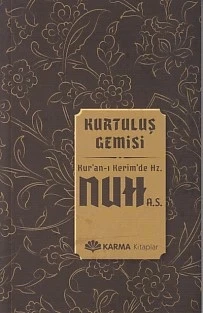 KURTULUŞ
GEMİSİ
Kur'an-ı Kerim'de Hz.
NUH A.S.
KARMA Kitaplar